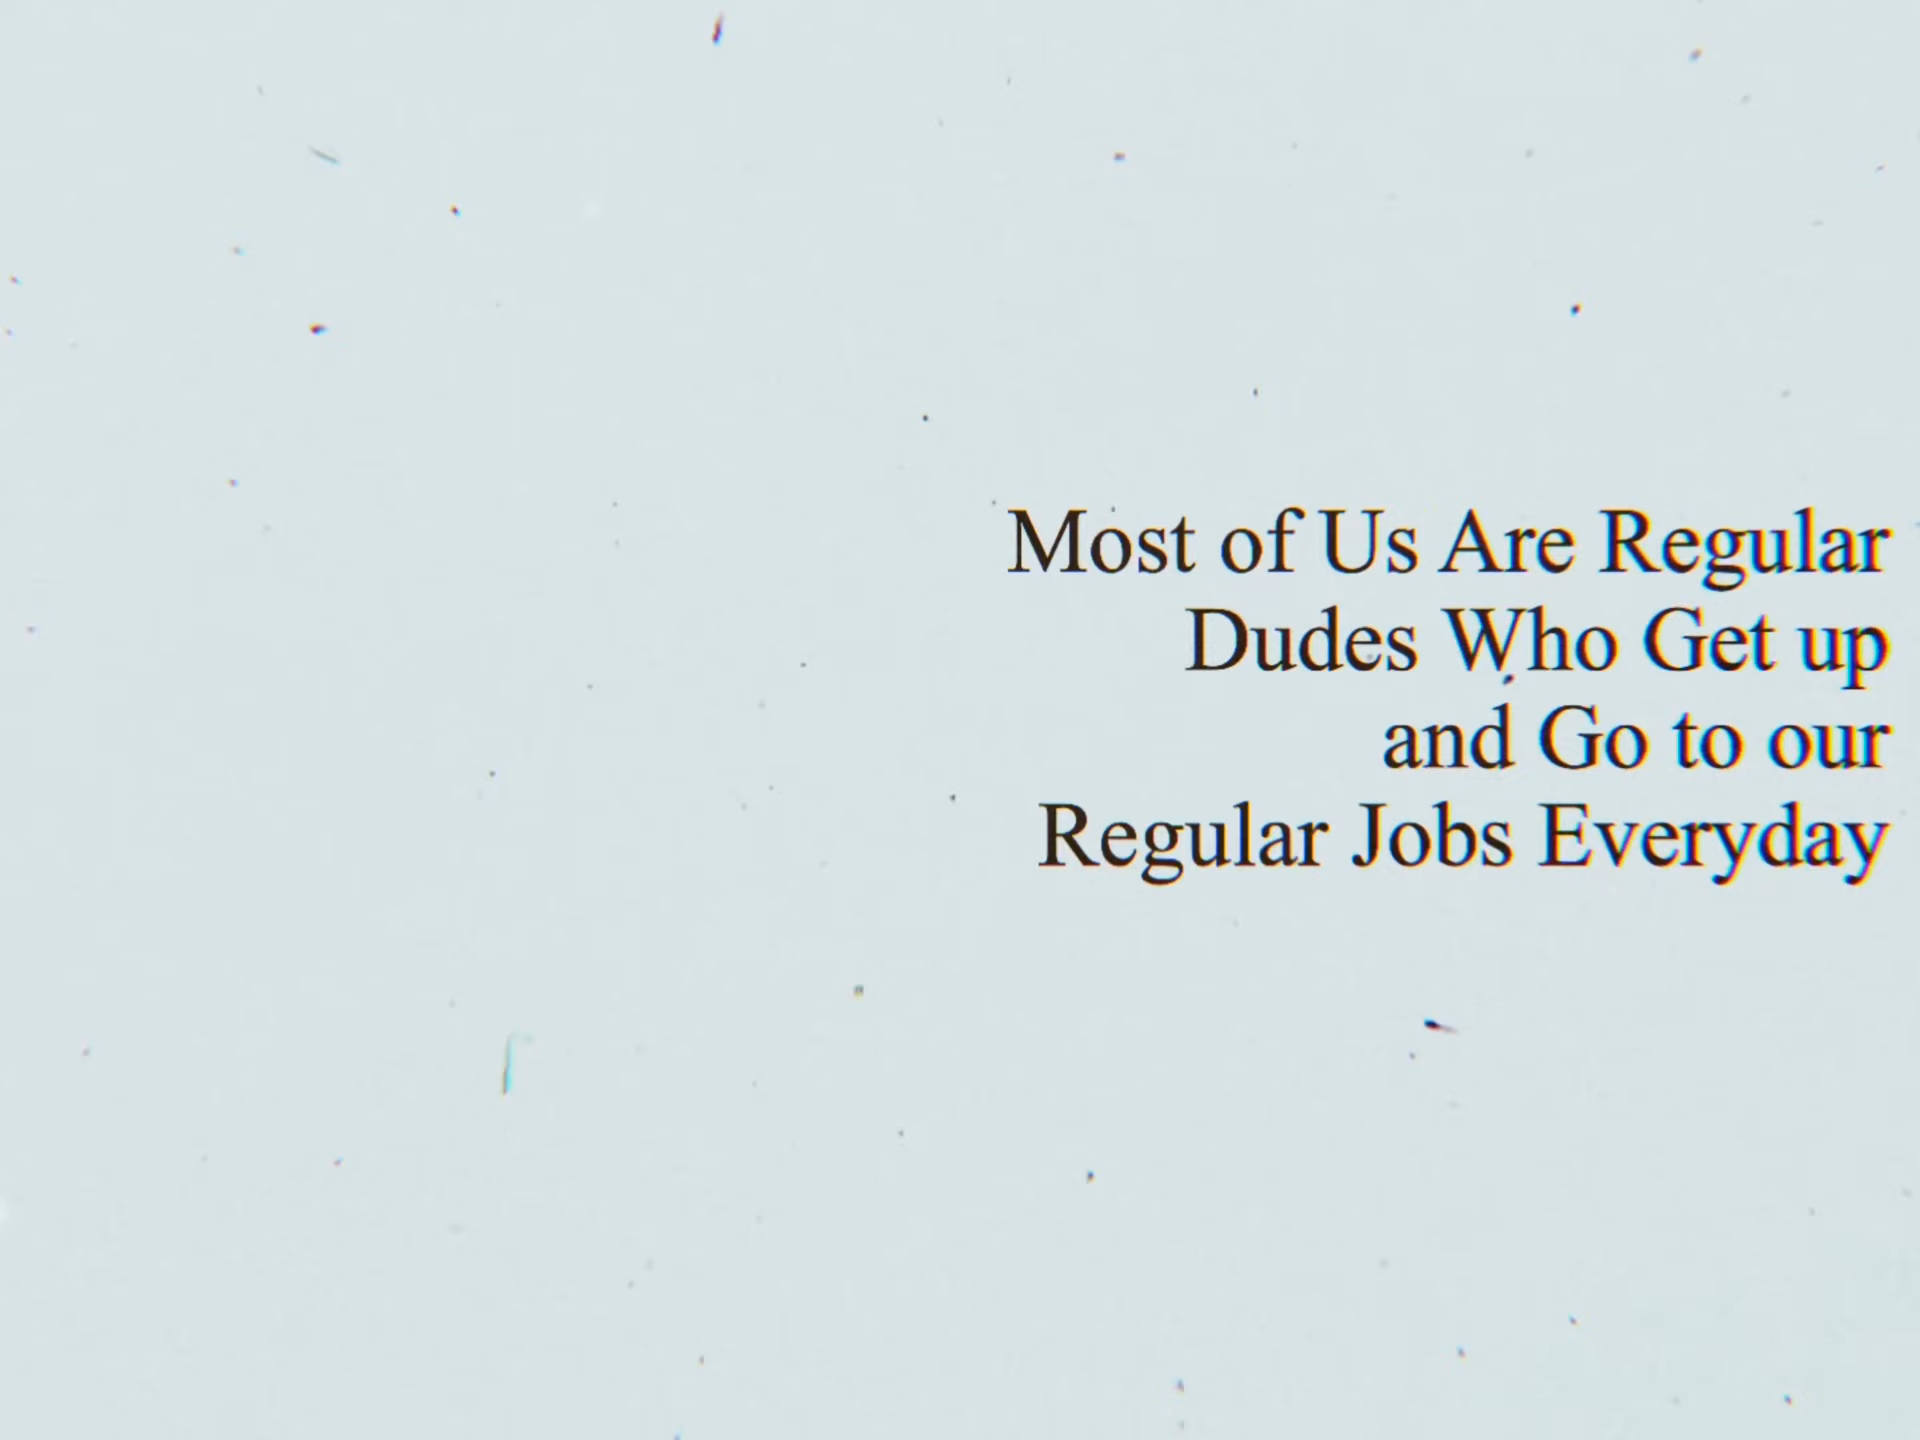 Most of Us Are Regular
Dudes Who Get up
and Go to our
Regular Jobs Everyday